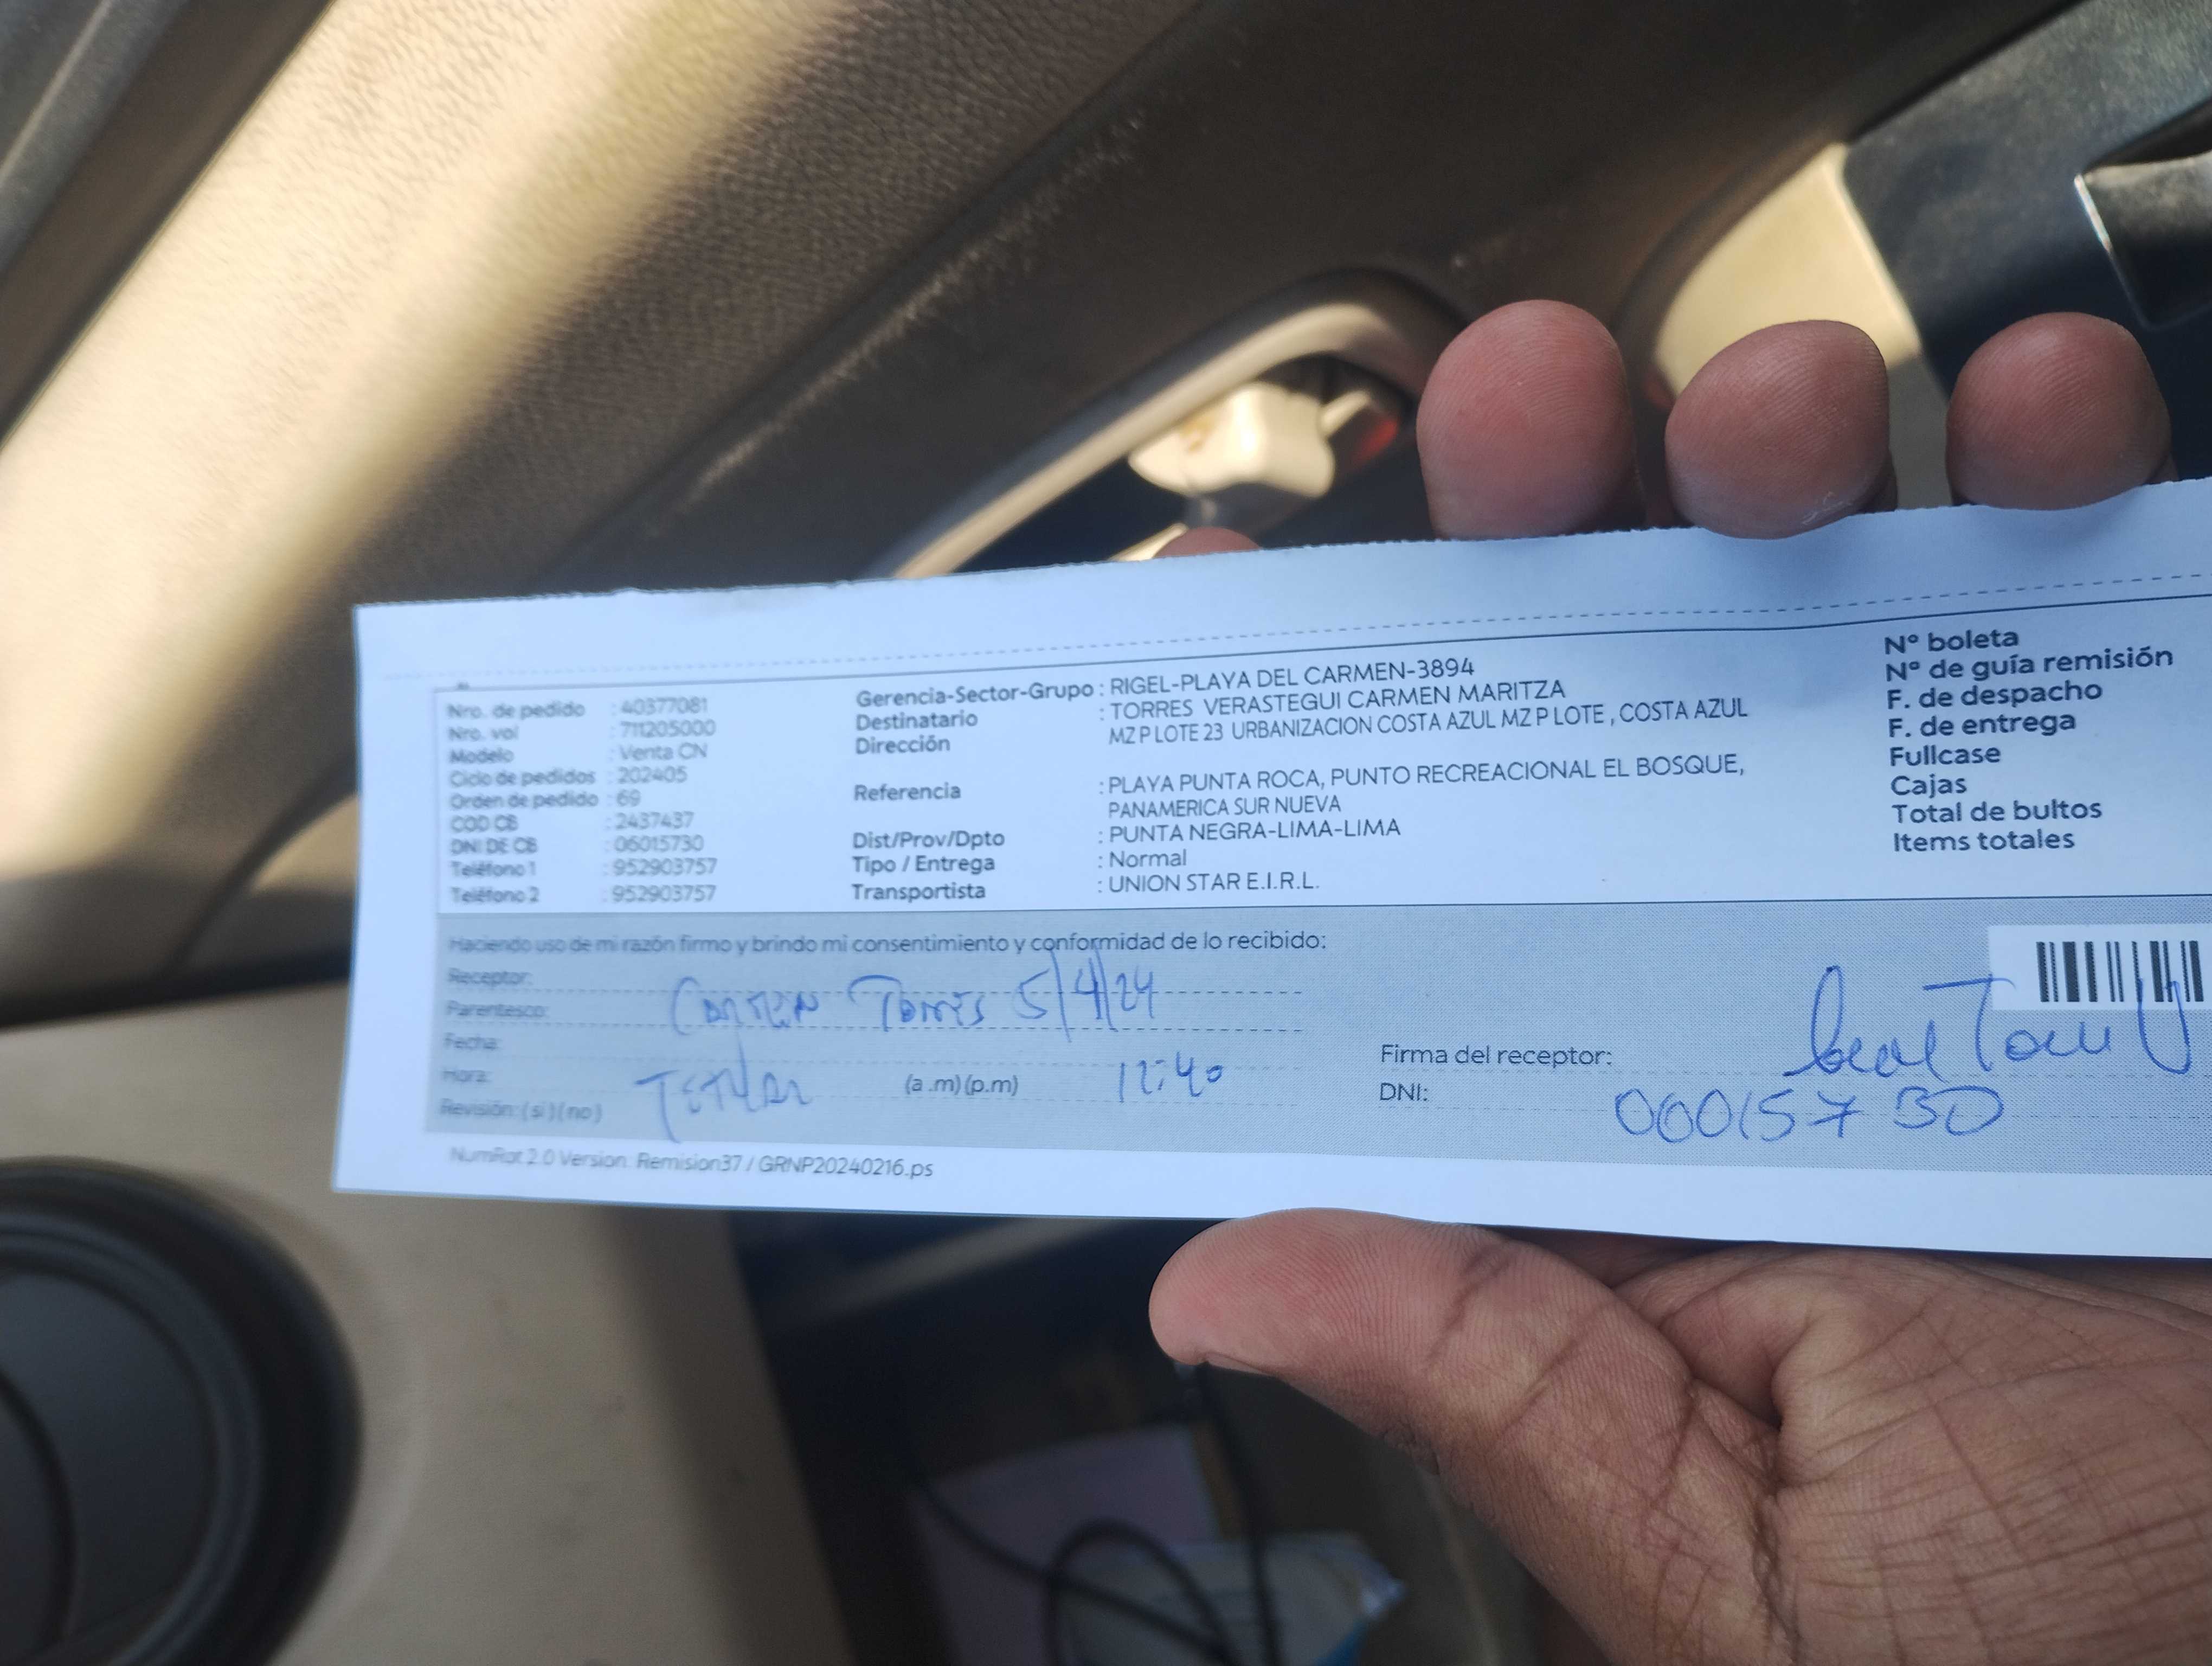 Nro. de pedido : 40377081
Nro. vol : 711205000
Modelo : Venta CN
Ciclo de pedidos : 202405
Orden de pedido : 69
COD CB : 2437437
DNI DE CB : 06015730
Teléfono 1 : 952903757
Teléfono 2 : 952903757
Gerencia-Sector-Grupo : RIGEL-PLAYA DEL CARMEN-3894
Destinatario : TORRES VERASTEGUI CARMEN MARITZA
Dirección MZ P LOTE 23 URBANIZACION COSTA AZUL MZ P LOTE , COSTA AZUL
Referencia : PLAYA PUNTA ROCA, PUNTO RECREACIONAL EL BOSQUE,
PANAMERICA SUR NUEVA
Dist/Prov/Dpto : PUNTA NEGRA-LIMA-LIMA
Tipo / Entrega : Normal
Transportista : UNION STAR E.I.R.L.
Nº boleta
Nº de guía remisión
F. de despacho
F. de entrega
Fullcase
Cajas
Total de bultos
Items totales
Haciendo uso de mi razón firmo y brindo mi consentimiento y conformidad de lo recibido:
Receptor:
Parentesco: Carmen Torres 5/4/24
Fecha:
Hora: (a .m) (p.m) 12:40
Revisión: ( si ) ( no )
Firma del receptor:
DNI: 06015730
NumRot 2.0 Version: Remision37 / GRNP20240216.ps